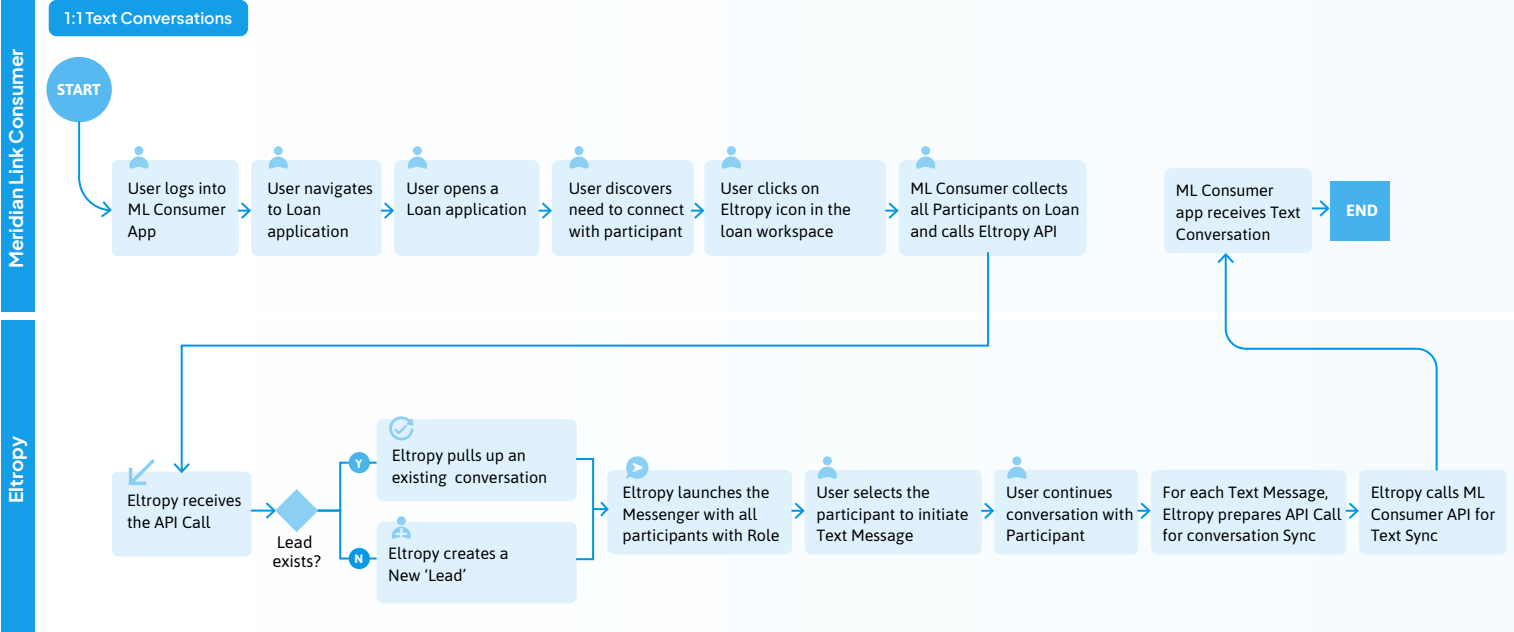 1:1 Text Conversations
Meridian Link Consumer
START
User logs into
ML Consumer
App
User navigates
to Loan
application
User opens a
Loan application
User discovers
need to connect
with participant
User clicks on
Eltropy icon in the
loan workspace
ML Consumer collects
all Participants on Loan
and calls Eltropy API
ML Consumer
app receives Text
Conversation
END
Eltropy
Eltropy receives
the API Call
Lead
exists?
Y
Eltropy pulls up an
existing conversation
N
Eltropy creates a
New ‘Lead’
Eltropy launches the
Messenger with all
participants with Role
User selects the
participant to initiate
Text Message
User continues
conversation with
Participant
For each Text Message,
Eltropy prepares API Call
for conversation Sync
Eltropy calls ML
Consumer API for
Text Sync